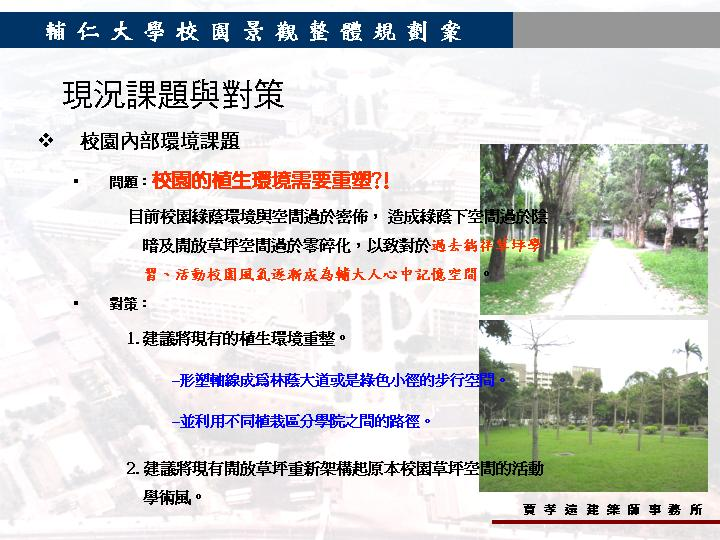 輔仁大學校園景觀整體規劃案
現況課題與對策
❖ 校園內部環境課題
▪ 問題：校園的植生環境需要重塑?!
目前校園綠蔭環境與空間過於密佈， 造成綠蔭下空間過於陰
暗及開放草坪空間過於零碎化，以致對於過去徜徉草坪學
習、活動校園風氣逐漸成為輔大人心中記憶空間。
▪ 對策：
1.建議將現有的植生環境重整。
–形塑軸線成為林蔭大道或是綠色小徑的步行空間。
–並利用不同植栽區分學院之間的路徑。
2.建議將現有開放草坪重新架構起原本校園草坪空間的活動
學術風。
賈孝遠建築師事務所